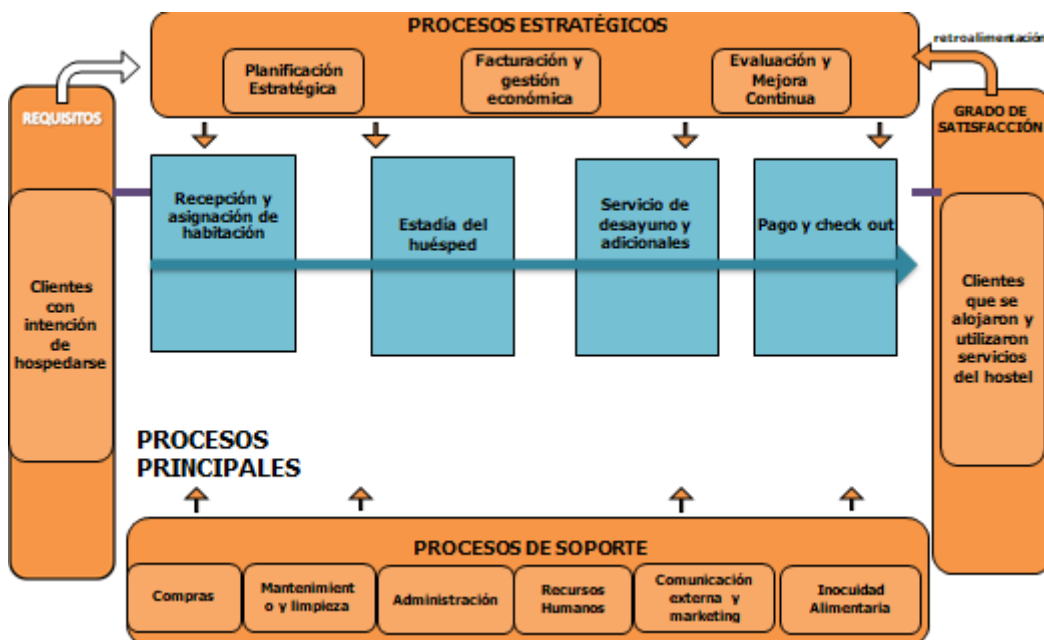 PROCESOS ESTRATÉGICOS
retroalimentación
Planificación
Estratégica
Facturación y
gestión
económica
Evaluación y
Mejora
Continua
REQUISITOS
GRADO DE
SATISFACCIÓN
Recepción y
asignación de
habitación
Estadía del
huésped
Servicio de
desayuno y
adicionales
Pago y check out
Clientes
con
intención
de
hospedarse
Clientes
que se
alojaron y
utilizaron
servicios
del hostel
PROCESOS
PRINCIPALES
PROCESOS DE SOPORTE
Compras
Mantenimient
o y limpieza
Administración
Recursos
Humanos
Comunicación
externa y
marketing
Inocuidad
Alimentaria